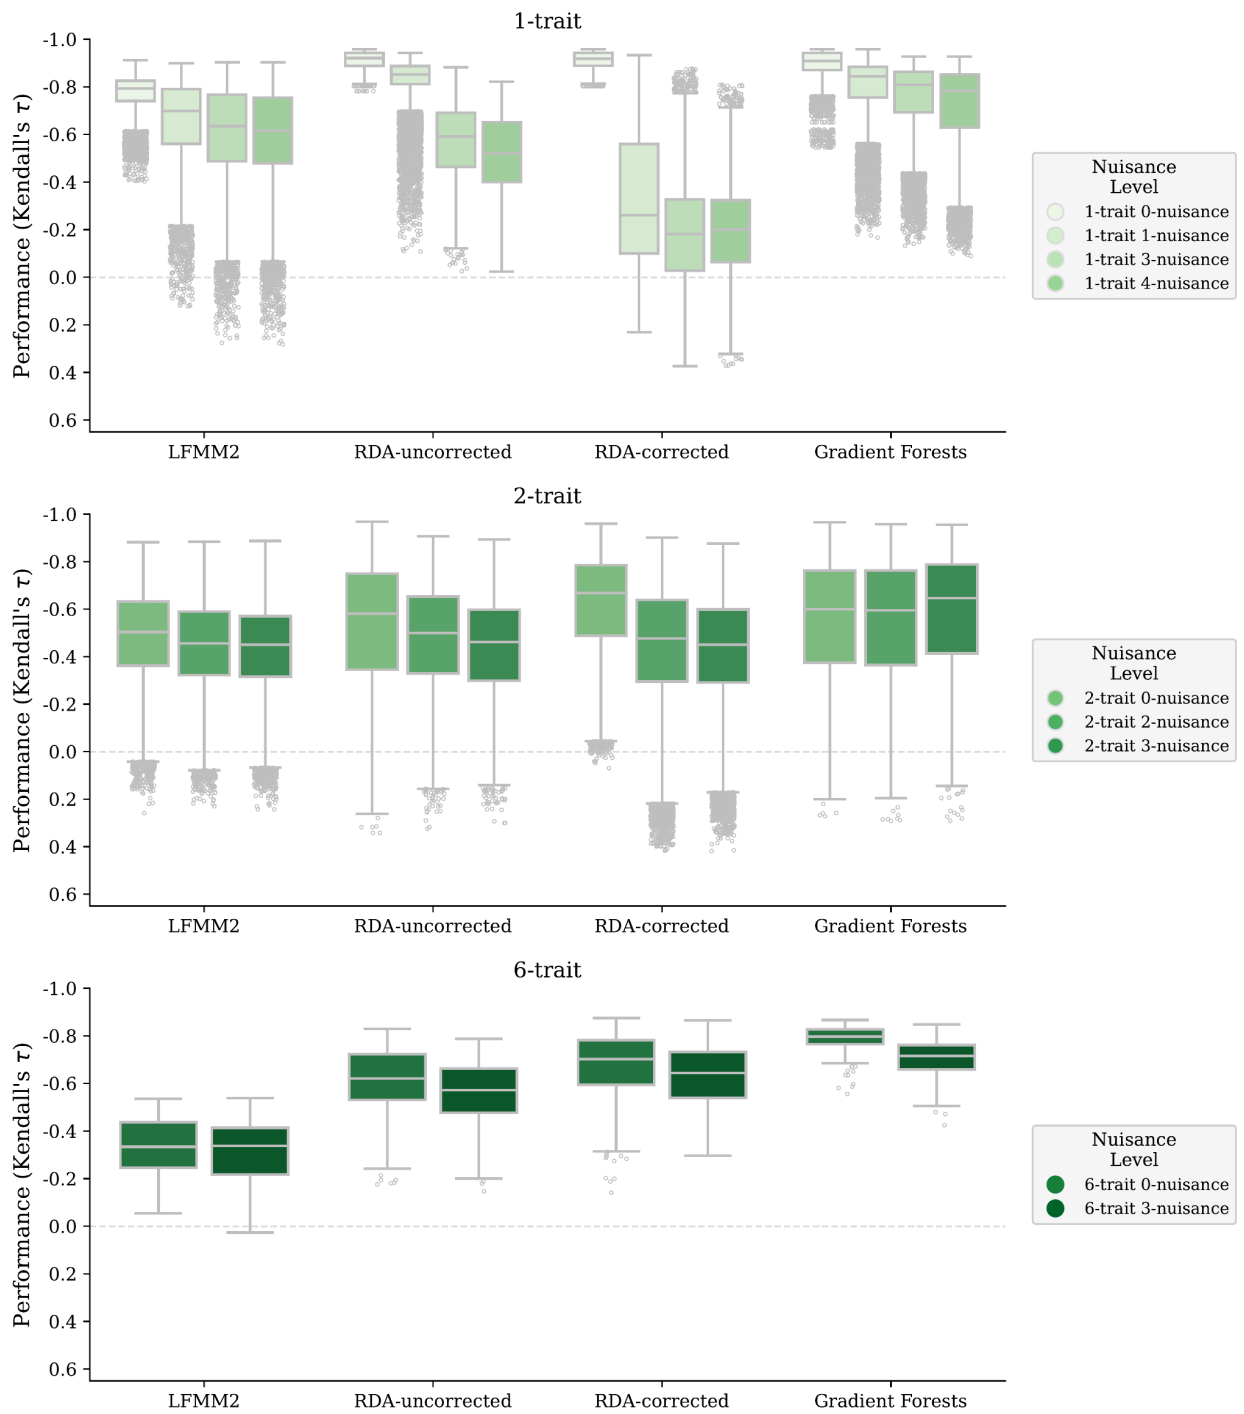 1-trait
Performance (Kendall's τ)
-1.0
-0.8
-0.6
-0.4
-0.2
0.0
0.2
0.4
0.6
LFMM2
RDA-uncorrected
RDA-corrected
Gradient Forests
Nuisance
Level
1-trait 0-nuisance
1-trait 1-nuisance
1-trait 3-nuisance
1-trait 4-nuisance
2-trait
Performance (Kendall's τ)
-1.0
-0.8
-0.6
-0.4
-0.2
0.0
0.2
0.4
0.6
LFMM2
RDA-uncorrected
RDA-corrected
Gradient Forests
Nuisance
Level
2-trait 0-nuisance
2-trait 2-nuisance
2-trait 3-nuisance
6-trait
Performance (Kendall's τ)
-1.0
-0.8
-0.6
-0.4
-0.2
0.0
0.2
0.4
0.6
LFMM2
RDA-uncorrected
RDA-corrected
Gradient Forests
Nuisance
Level
6-trait 0-nuisance
6-trait 3-nuisance